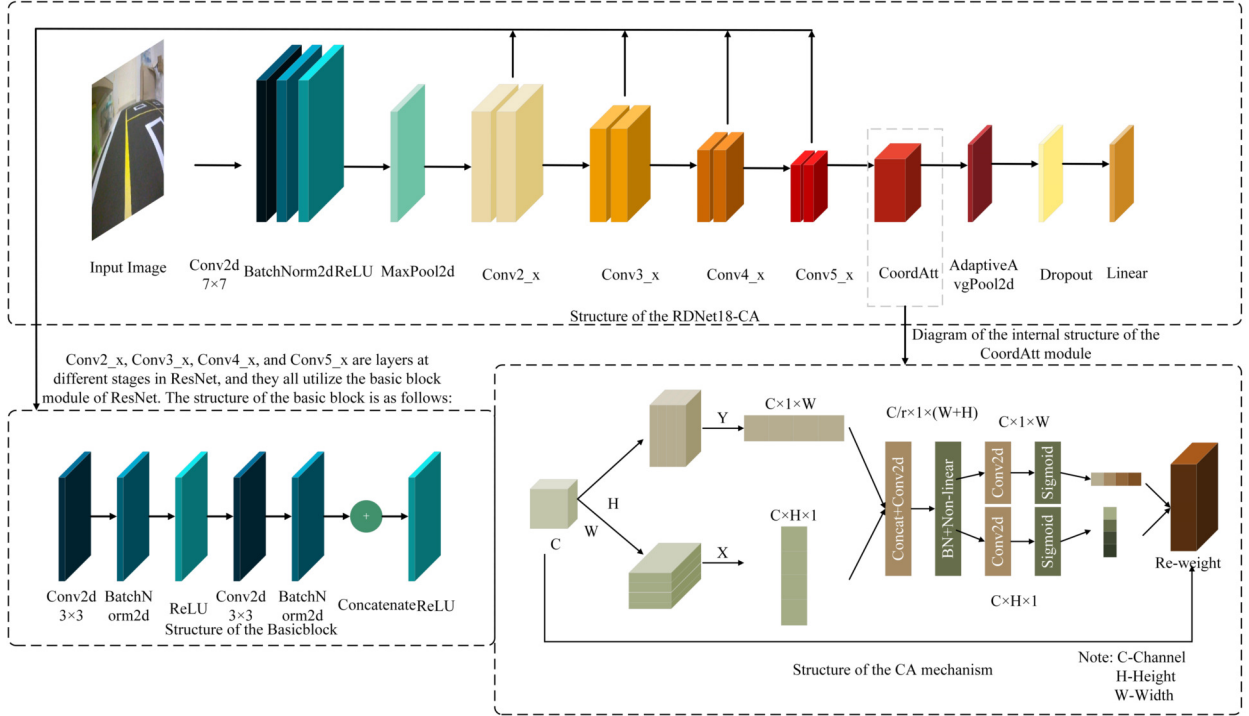 Input Image
Conv2d
7×7
BatchNorm2d
ReLU
MaxPool2d
Conv2_x
Conv3_x
Conv4_x
Conv5_x
CoordAtt
AdaptiveA
vgPool2d
Dropout
Linear
Structure of the RDNet18-CA
Diagram of the internal structure of the
CoordAtt module
Conv2_x, Conv3_x, Conv4_x, and Conv5_x are layers at
different stages in ResNet, and they all utilize the basic block
module of ResNet. The structure of the basic block is as follows:
+
Conv2d
3×3
BatchN
orm2d
ReLU
Conv2d
3×3
BatchN
orm2d
Concatenate
ReLU
Structure of the Basicblock
C
H
W
Y
C×1×W
X
C×H×1
C/r×1×(W+H)
Concat+Conv2d
BN+Non-linear
C×1×W
Conv2d
Sigmoid
Conv2d
Sigmoid
C×H×1
Re-weight
Structure of the CA mechanism
Note: C-Channel
H-Height
W-Width